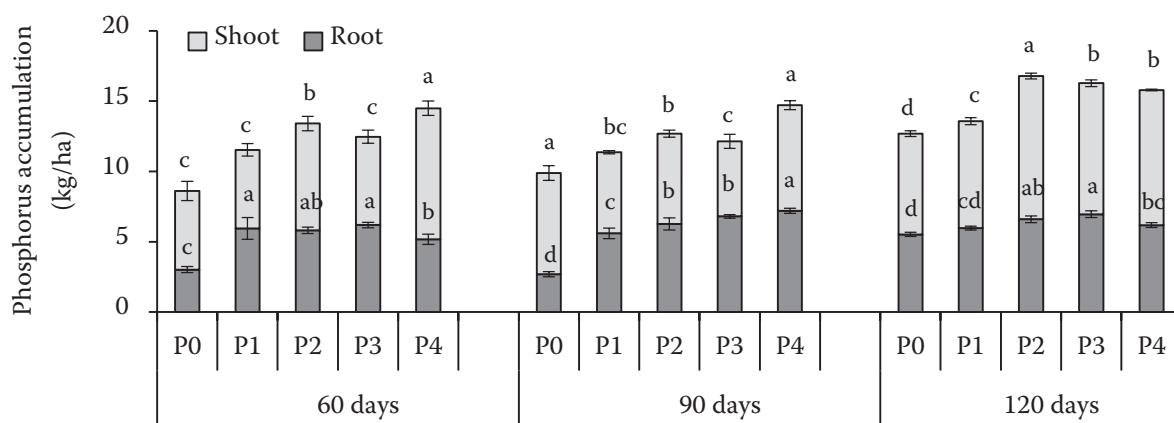 Phosphorus accumulation
(kg/ha)
20
15
10
5
0
Shoot Root
c c b c a
c a ab a b
a bc b c a
d c b b a
d c a b b
d cd ab a bc
P0 P1 P2 P3 P4 P0 P1 P2 P3 P4 P0 P1 P2 P3 P4
60 days 90 days 120 days